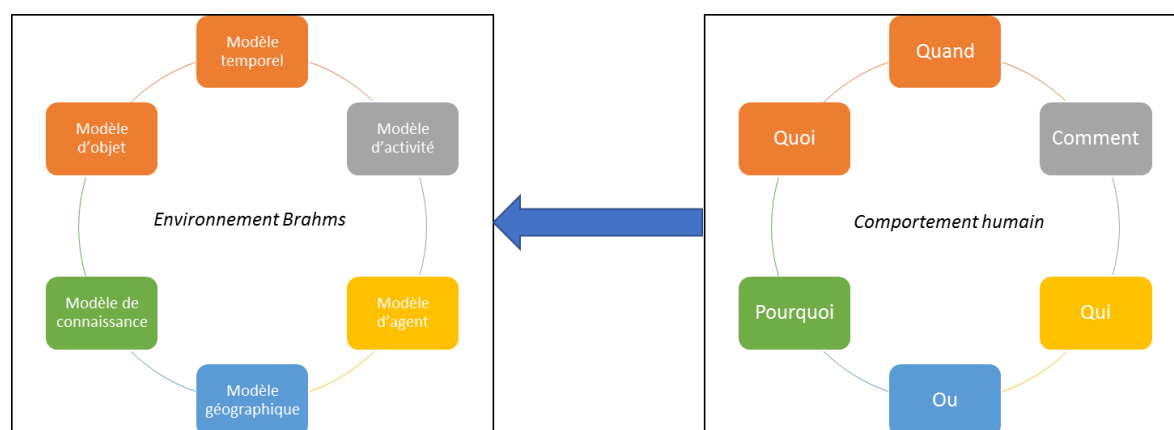 Modèle
temporel
Modèle
d'objet
Modèle
d'activité
Environnement Brahms
Modèle de
connaissance
Modèle
d'agent
Modèle
géographique
Quand
Quoi
Comment
Comportement humain
Pourquoi
Qui
Ou